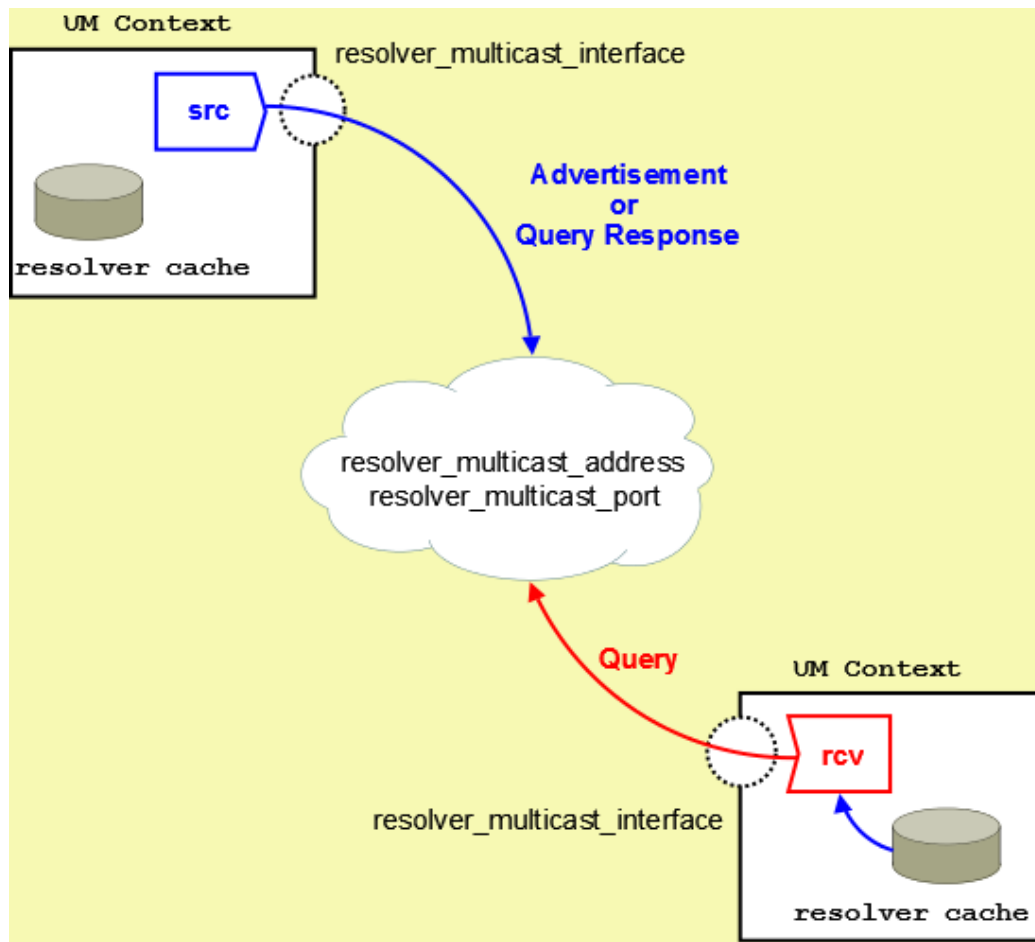 UM Context
resolver_multicast_interface
src
resolver cache
Advertisement
or
Query Response
resolver_multicast_address
resolver_multicast_port
Query
UM Context
rcv
resolver_multicast_interface
resolver cache